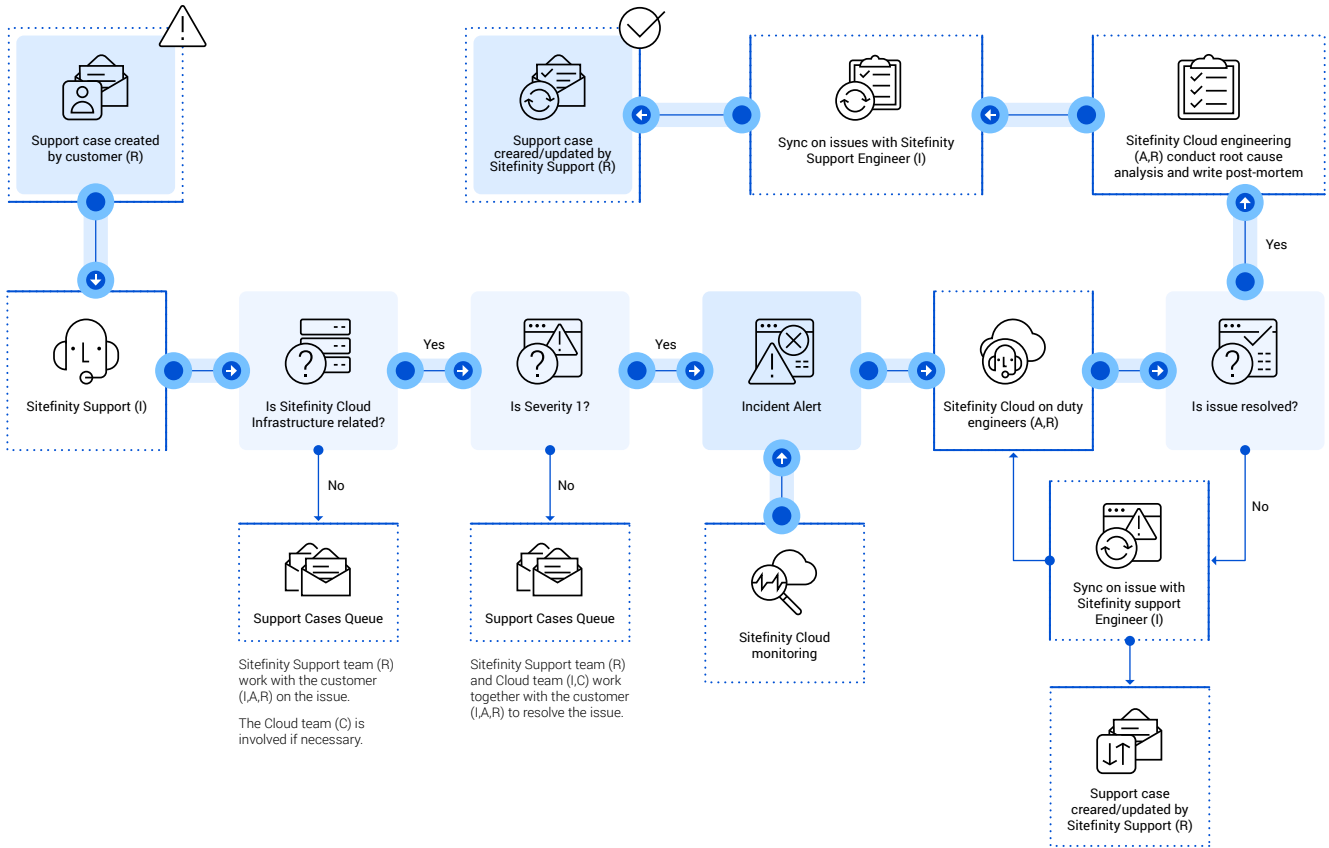 Support case created
by customer (R)
Support case
creared/updated by
Sitefinity Support (R)
Sync on issues with Sitefinity
Support Engineer (I)
Sitefinity Cloud engineering
(A,R) conduct root cause
analysis and write post-mortem
Yes
Sitefinity Support (I)
Is Sitefinity Cloud
Infrastructure related?
Yes
Is Severity 1?
Yes
Incident Alert
Sitefinity Cloud on duty
engineers (A,R)
Is issue resolved?
No
No
No
Support Cases Queue
Sitefinity Support team (R)
work with the customer
(I,A,R) on the issue.
The Cloud team (C) is
involved if necessary.
Support Cases Queue
Sitefinity Support team (R)
and Cloud team (I,C) work
together with the customer
(I,A,R) to resolve the issue.
Sitefinity Cloud
monitoring
Sync on issue with
Sitefinity support
Engineer (I)
Support case
creared/updated by
Sitefinity Support (R)